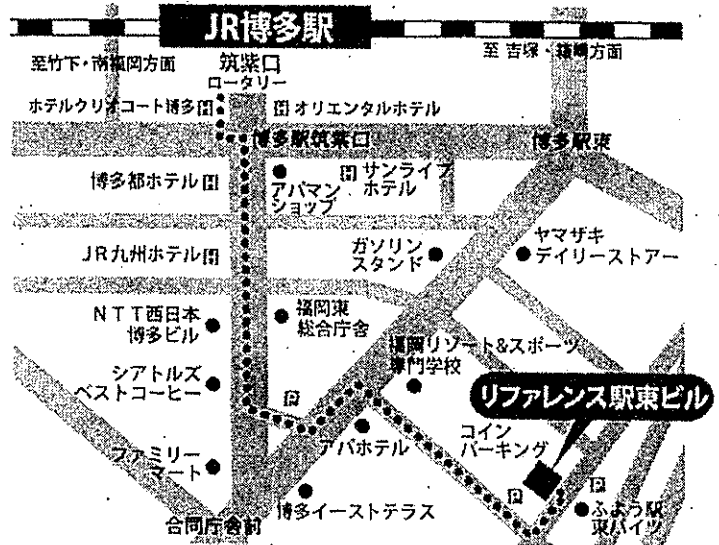 JR博多駅
至竹下・南福岡方面
筑紫口
ロータリー
至 吉塚・箱崎方面
ホテルクリオコート博多
オリエンタルホテル
博多駅筑紫口
博多駅東
博多都ホテル
アパマン
ショップ
サンライフ
ホテル
JR九州ホテル
ガソリン
スタンド
ヤマザキ
デイリーストアー
NTT西日本
博多ビル
福岡東
総合庁舎
福岡リゾート&スポーツ
専門学校
シアトルズ
ベストコーヒー
P
リファレンス駅東ビル
アパホテル
コイン
パーキング
ファミリー
マート
P
P
博多イーストテラス
ふよう駅
東ハイツ
合同庁舎前